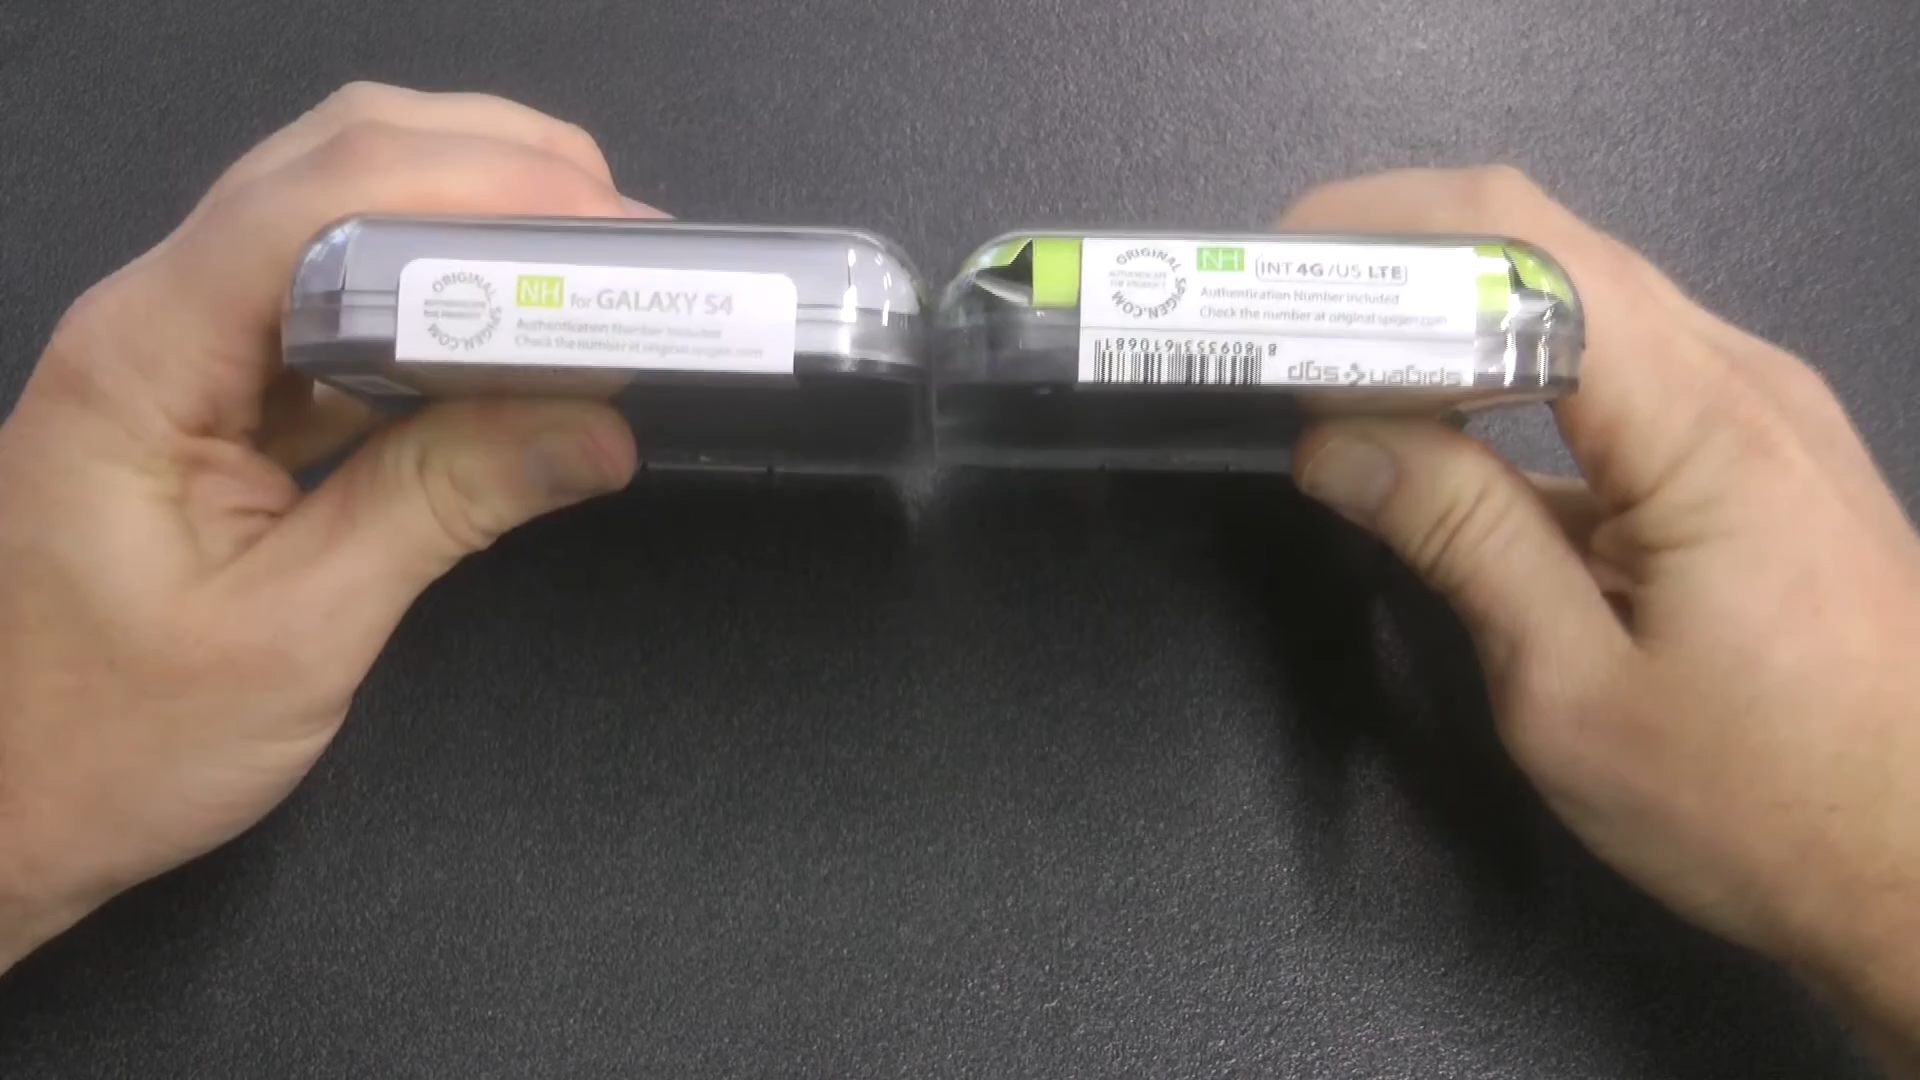 ORIGINAL SPIGEN.COM
NH for GALAXY S4
Authentication Number Included
Check the number at original.spigen.com
ORIGINAL SPIGEN.COM
NH INT 4G/US LTE
Authentication Number Included
Check the number at original.spigen.com
8 809353 610681
spigen sgp